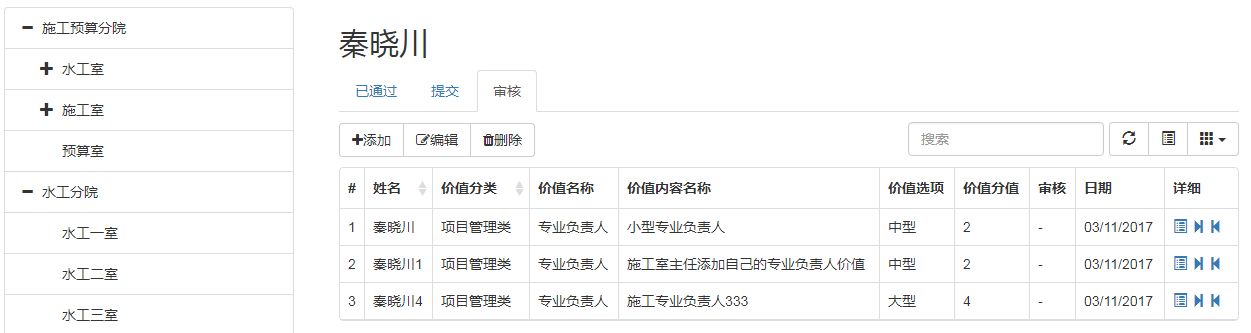 施工预算分院
水工室
施工室
预算室
水工分院
水工一室
水工二室
水工三室
秦晓川
已通过 提交 审核
添加 编辑 删除 搜索
# 姓名 价值分类 价值名称 价值内容名称 价值选项 价值分值 审核 日期 详细
1 秦晓川 项目管理类 专业负责人 小型专业负责人 中型 2 - 03/11/2017
2 秦晓川1 项目管理类 专业负责人 施工室主任添加自己的专业负责人价值 中型 2 - 03/11/2017
3 秦晓川4 项目管理类 专业负责人 施工专业负责人333 大型 4 - 03/11/2017